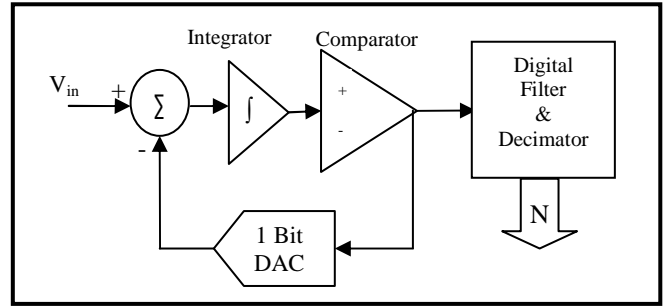 Integrator
Comparator
Vin
+
-
∑
∫
+
-
Digital
Filter
&
Decimator
N
1 Bit
DAC